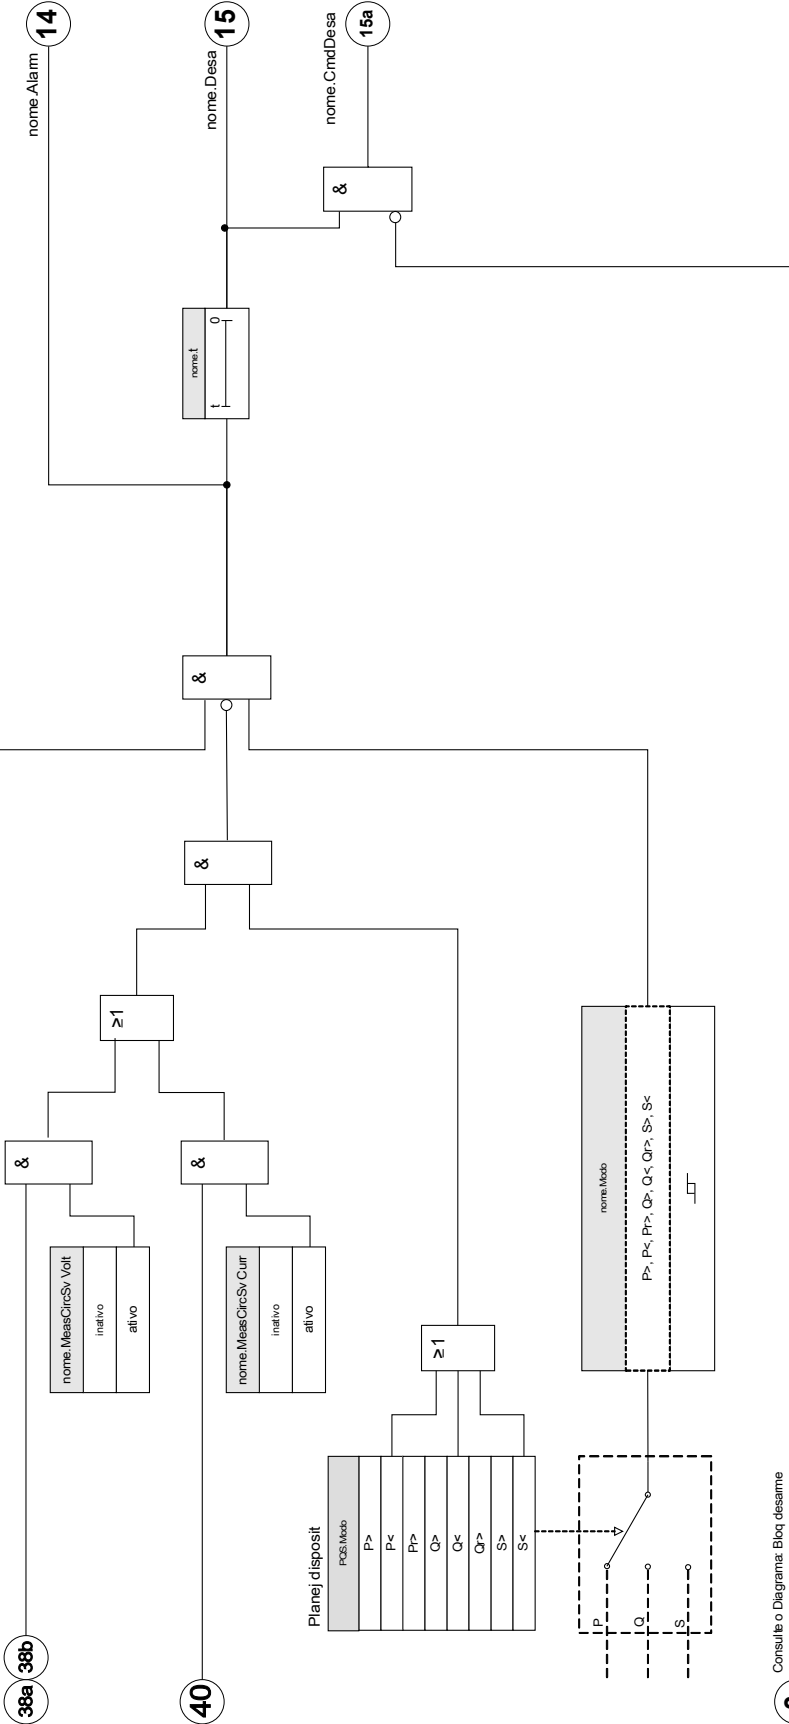 14
nome.Alarm
15
nome.Desa
15a
nome.CmdDesa
&
nome.t
t
0
&
&
≥1
&
&
38a
38b
nome.MeasCircSv Volt
inativo
ativo
nome.MeasCircSv Curr
inativo
ativo
40
≥1
Planej disposit
PQS.Modo
P>
P<
Pr>
Q>
Q<
Qr>
S>
S<
nome.Modo
P>, P<, Pr>, Q>, Q<, Qr>, S>, S<
P
Q
S
Consulte o Diagrama: Bloq desarme